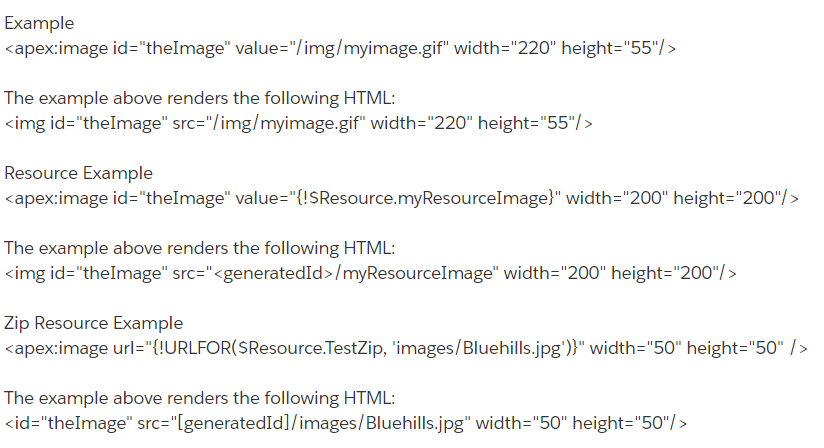 Example
<apex:image id="theImage" value="/img/myimage.gif" width="220" height="55"/>
The example above renders the following HTML:
<img id="theImage" src="/img/myimage.gif" width="220" height="55"/>
Resource Example
<apex:image id="theImage" value="{!$Resource.myResourceImage}" width="200" height="200"/>
The example above renders the following HTML:
<img id="theImage" src="<generatedId>/myResourceImage" width="200" height="200"/>
Zip Resource Example
<apex:image url="{!URLFOR($Resource.TestZip, 'images/Bluehills.jpg')}" width="50" height="50" />
The example above renders the following HTML:
<id="theImage" src="[generatedId]/images/Bluehills.jpg" width="50" height="50"/>